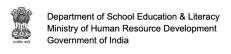 Department of School Education & Literacy
Ministry of Human Resource Development
Government of India